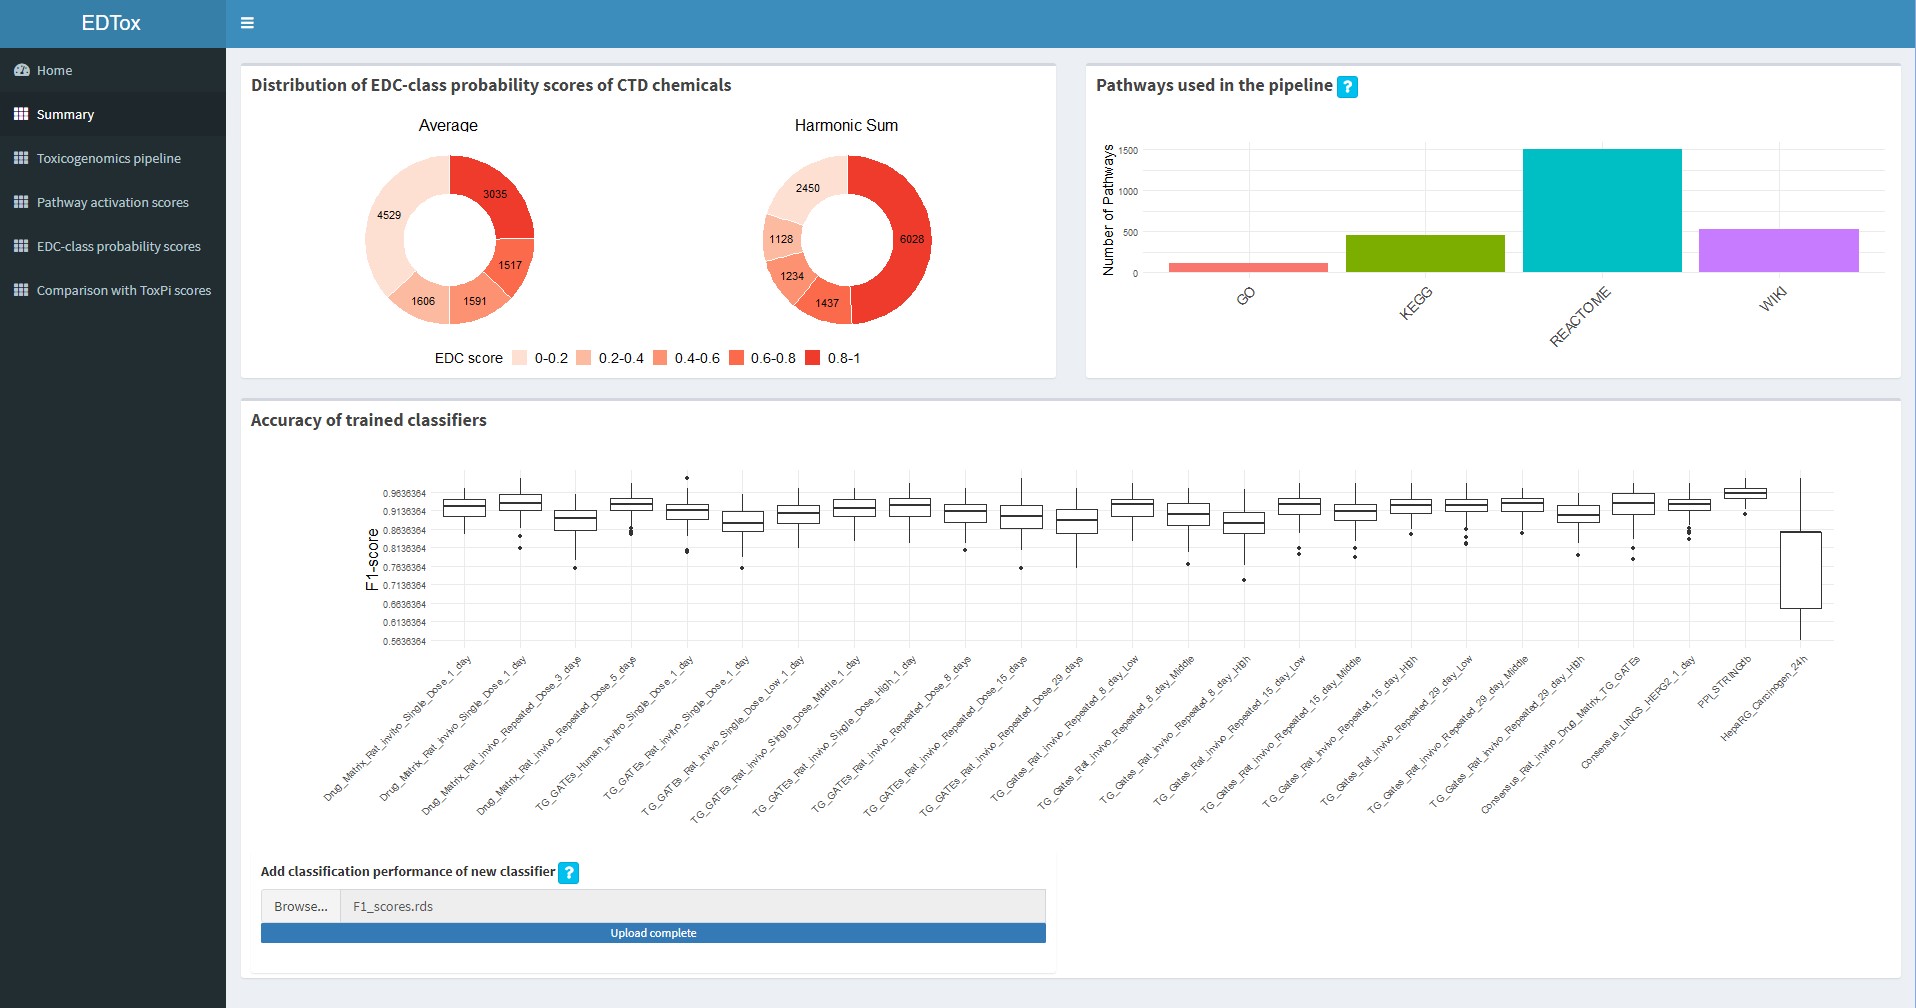 EDTox
Home
Summary
Toxicogenomics pipeline
Pathway activation scores
EDC-class probability scores
Comparison with ToxPi scores
Distribution of EDC-class probability scores of CTD chemicals
Average
3035
4529
1517
1606
1591
Harmonic Sum
2450
1128
6028
1234
1437
EDC score 0-0.2 0.2-0.4 0.4-0.6 0.6-0.8 0.8-1
Pathways used in the pipeline ?
Number of Pathways
1500
1000
500
0
GO
KEGG
REACTOME
WIKI
Accuracy of trained classifiers
F1-score
0.9636364
0.9136364
0.8636364
0.8136364
0.7636364
0.7136364
0.6636364
0.6136364
0.5636364
Drug_Matrix_Rat_invitro_Single_Dose_1_day
Drug_Matrix_Rat_invivo_Single_Dose_1_day
Drug_Matrix_Rat_invivo_Repeated_Dose_3_days
Drug_Matrix_Rat_invivo_Repeated_Dose_5_days
TG_GATEs_Human_invitro_Single_Dose_1_day
TG_GATEs_Rat_invitro_Single_Dose_1_day
TG_GATEs_Rat_invivo_Single_Dose_Low_1_day
TG_GATEs_Rat_invivo_Single_Dose_Middle_1_day
TG_GATEs_Rat_invivo_Single_Dose_High_1_day
TG_GATEs_Rat_invivo_Repeated_Dose_8_days
TG_GATEs_Rat_invivo_Repeated_Dose_15_days
TG_GATEs_Rat_invivo_Repeated_Dose_29_days
TG_Gates_Rat_invivo_Repeated_8_day_Low
TG_Gates_Rat_invivo_Repeated_8_day_Middle
TG_Gates_Rat_invivo_Repeated_8_day_High
TG_Gates_Rat_invivo_Repeated_15_day_Low
TG_Gates_Rat_invivo_Repeated_15_day_Middle
TG_Gates_Rat_invivo_Repeated_15_day_High
TG_Gates_Rat_invivo_Repeated_29_day_Low
TG_Gates_Rat_invivo_Repeated_29_day_Middle
TG_Gates_Rat_invivo_Repeated_29_day_High
Consensus_Rat_invitro_Drug_Matrix_TG_GATEs
Consensus_LINCS_HEPG2_1_day
PPI_STRINGdb
HepaRG_Carcinogen_24h
Add classification performance of new classifier ?
Browse... F1_scores.rds
Upload complete